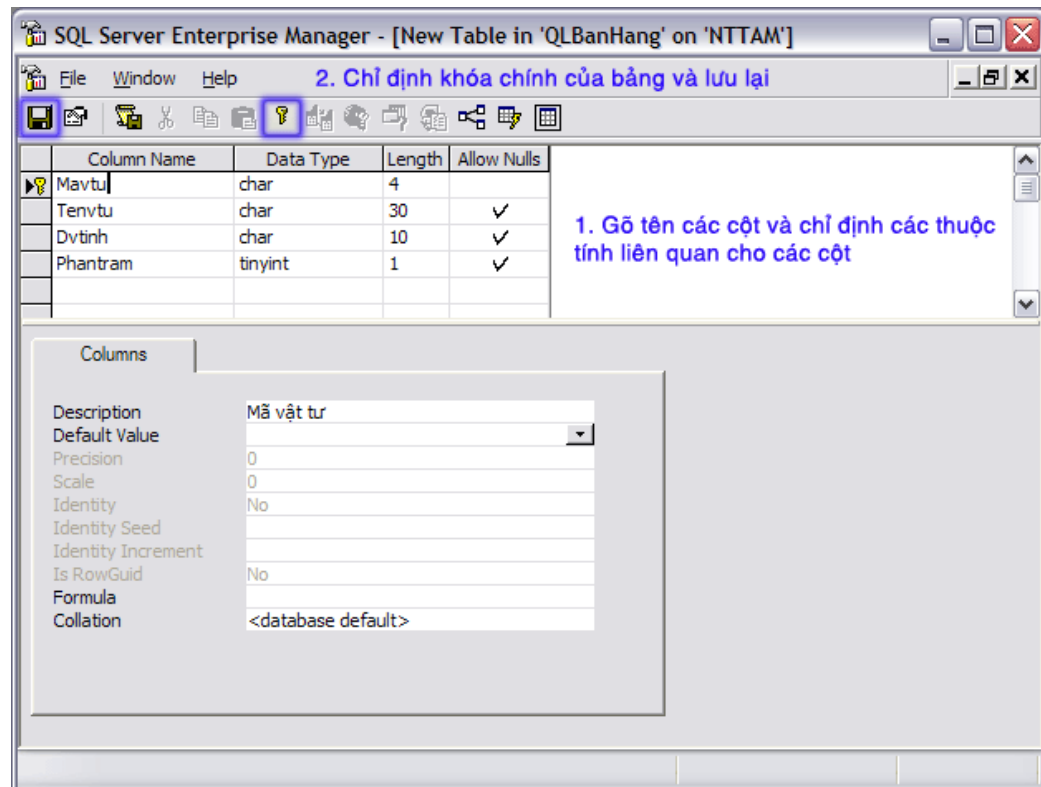 SQL Server Enterprise Manager - [New Table in 'QLBanHang' on 'NTTAM']
File Window Help
2. Chỉ định khóa chính của bảng và lưu lại
Column Name Data Type Length Allow Nulls
Mavtu char 4
Tenvtu char 30
Dvtinh char 10
Phantram tinyint 1
1. Gõ tên các cột và chỉ định các thuộc
tính liên quan cho các cột
Columns
Description Mã vật tư
Default Value
Precision 0
Scale 0
Identity No
Identity Seed
Identity Increment
Is RowGuid No
Formula
Collation <database default>